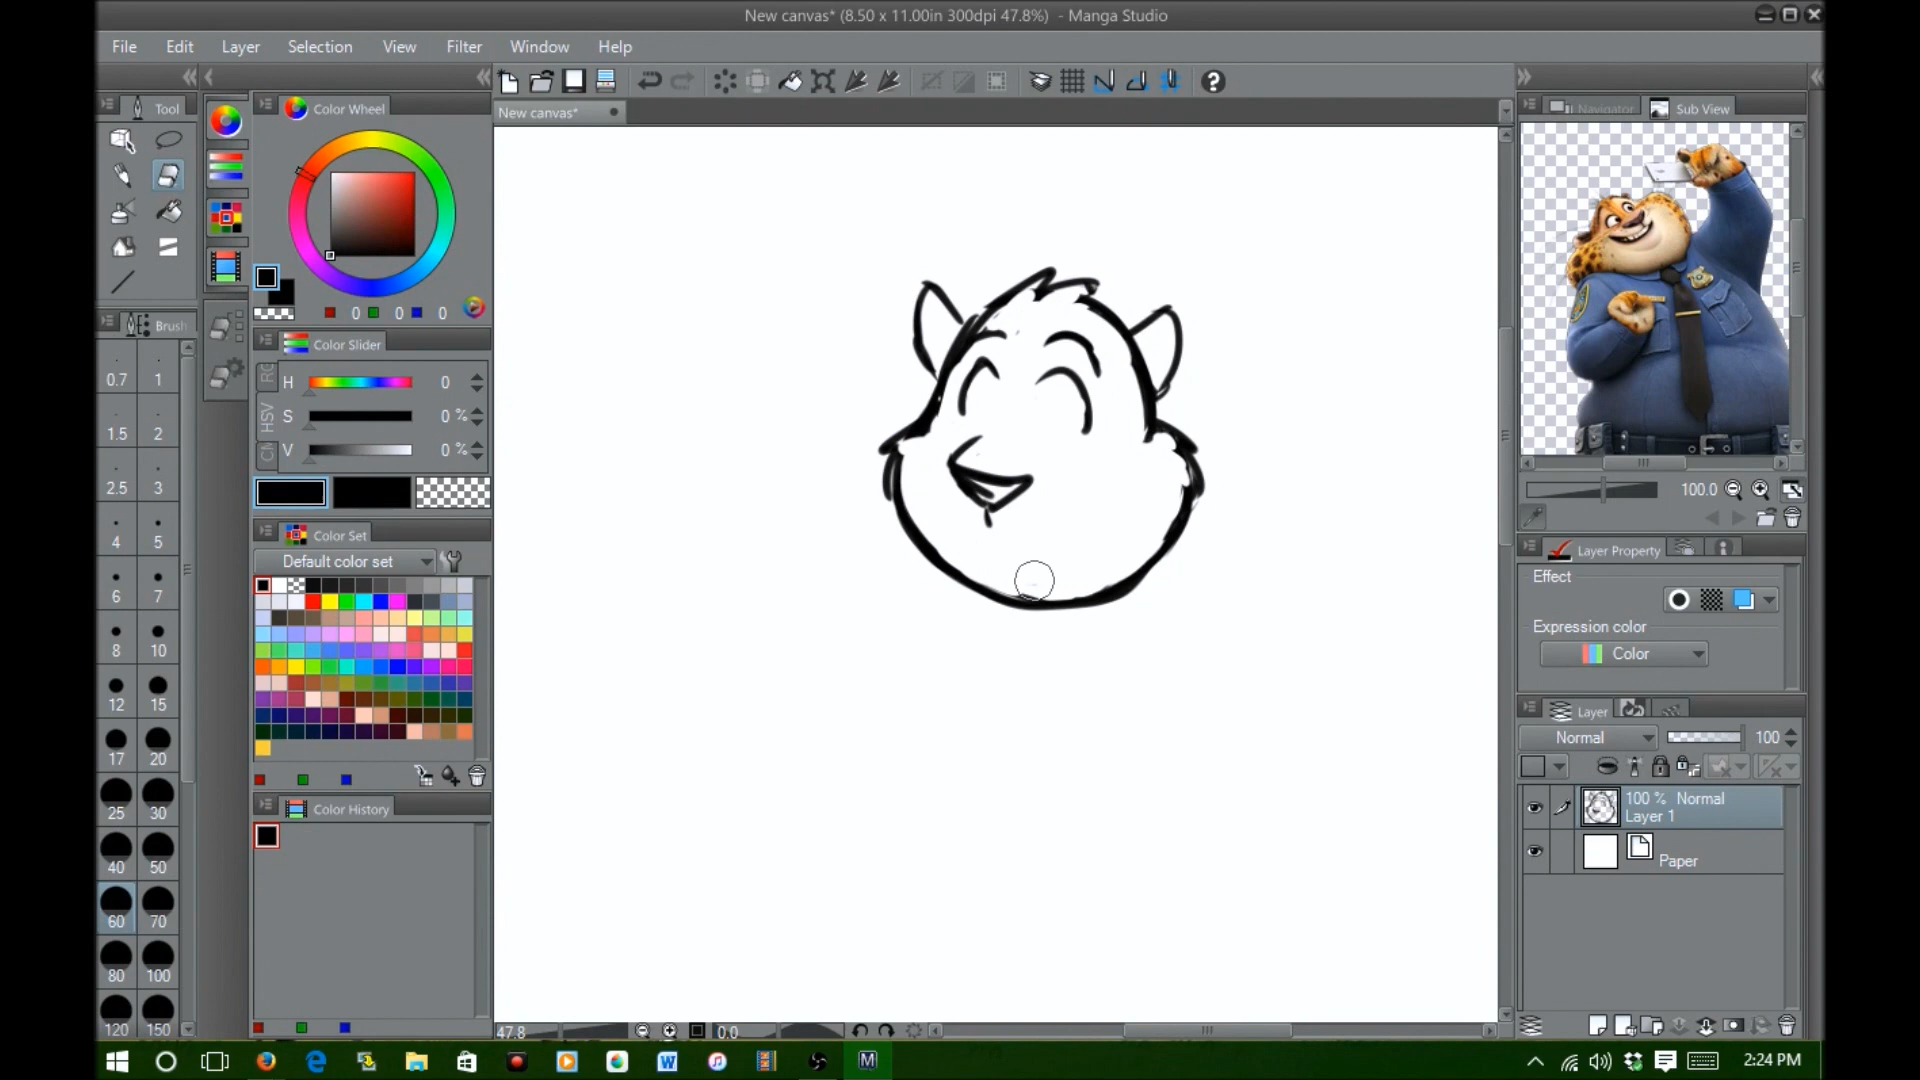 New canvas* (8.50 x 11.00in 300dpi 47.8%) - Manga Studio
File Edit Layer Selection View Filter Window Help
Tool
Color Wheel
New canvas*
Navigator Sub View
0 0 0
Brush
Color Slider
H 0
S 0 %
V 0 %
HSV
0.7 1
1.5 2
2.5 3
4 5
6 7
8 10
12 15
17 20
25 30
40 50
60 70
80 100
120 150
Color Set
Default color set
Color History
100.0
Layer Property
Effect
Expression color
Color
Layer
Normal 100
100 % Normal
Layer 1
Paper
47.8 0.0
2:24 PM